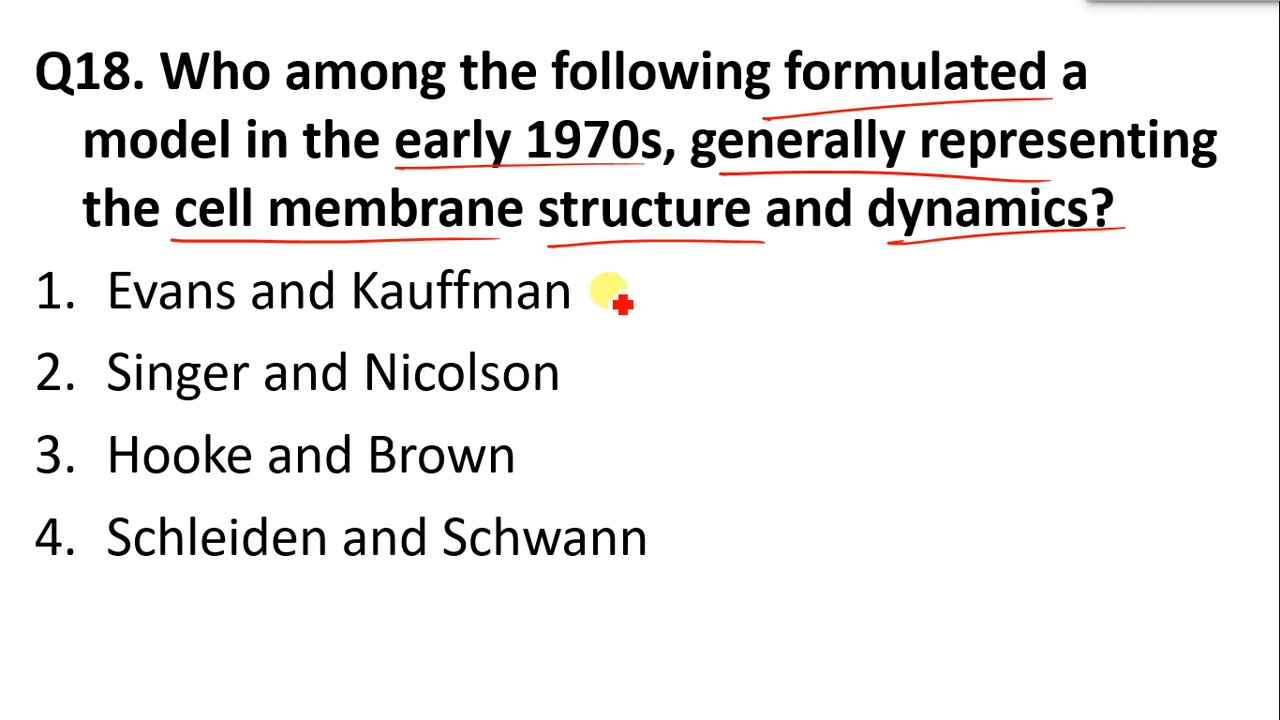 Q18. Who among the following formulated a
model in the early 1970s, generally representing
the cell membrane structure and dynamics?
1. Evans and Kauffman
2. Singer and Nicolson
3. Hooke and Brown
4. Schleiden and Schwann